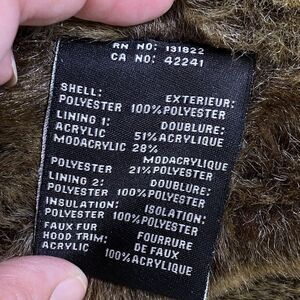 RN NO: 131822
CA NO: 42241
SHELL: EXTERIEUR:
POLYESTER 100% POLYESTER
LINING 1: DOUBLURE:
ACRYLIC 51% ACRYLIQUE
MODACRYLIC 28%
MODACRYLIQUE
POLYESTER 21% POLYESTER
LINING 2: DOUBLURE:
POLYESTER 100% POLYESTER
INSULATION: ISOLATION:
POLYESTER 100% POLYESTER
FAUX FUR FOURRURE
HOOD TRIM: DE FAUX
ACRYLIC 100% ACRYLIQUE